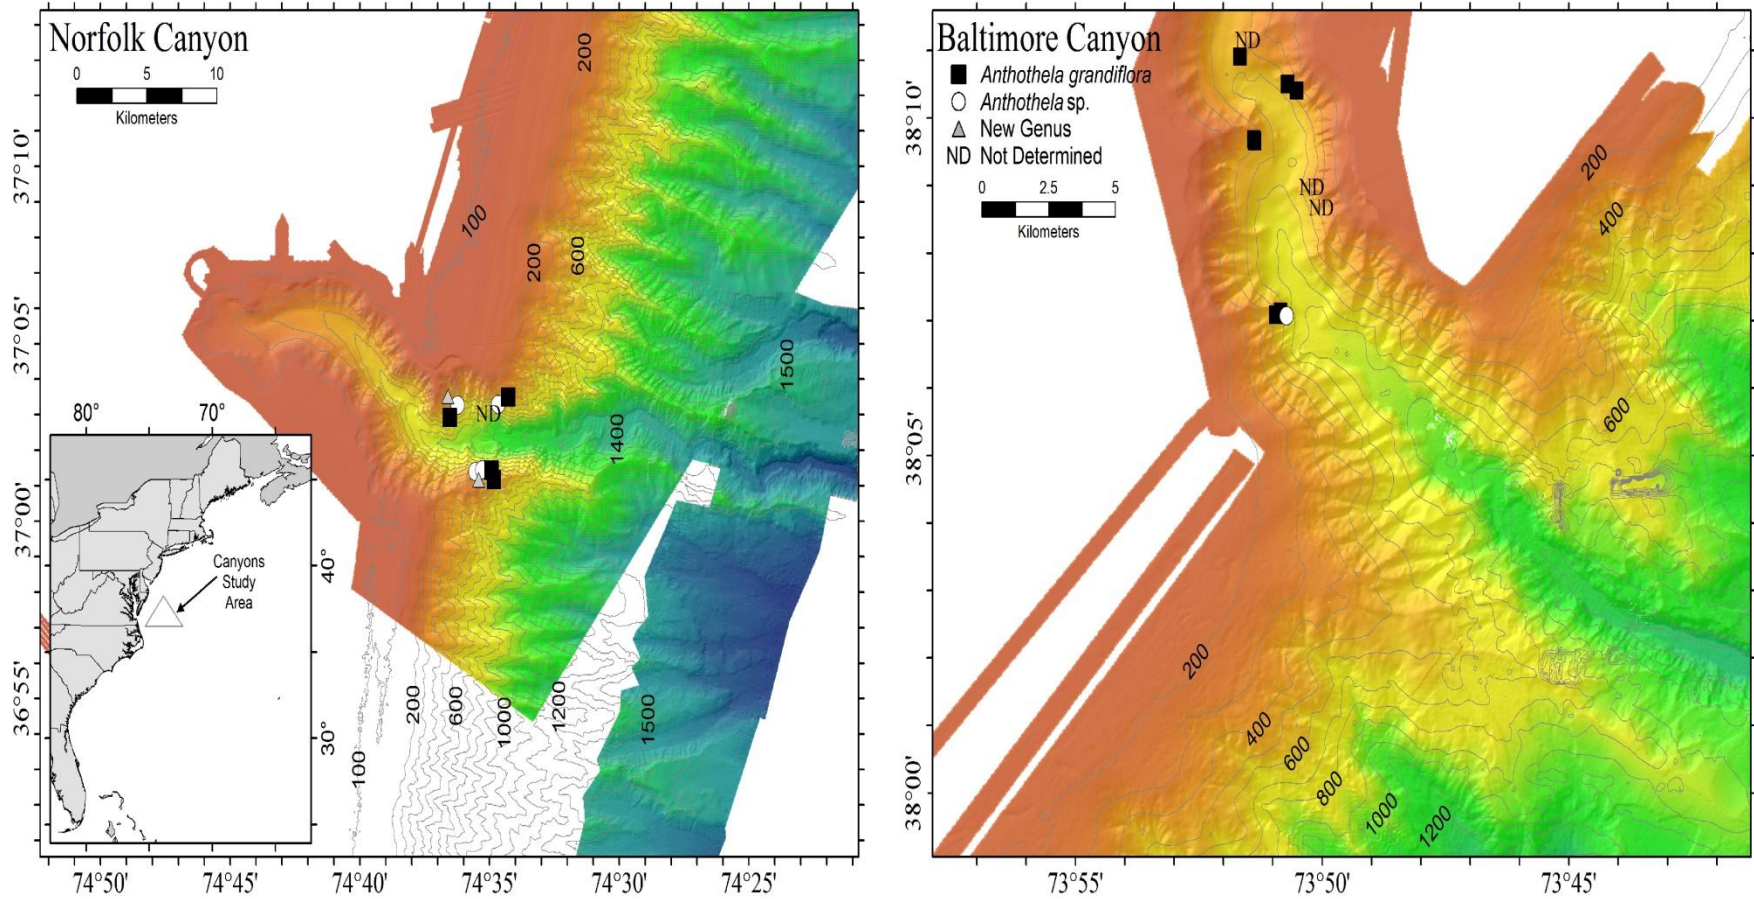 Norfolk Canyon
0 5 10
Kilometers
200
100
200
600
1500
1400
ND
37°10'
37°05'
37°00'
36°55'
80° 70°
Canyons
Study
Area
40°
30°
100
200
600
1000
1200
1500
74°50' 74°45' 74°40' 74°35' 74°30' 74°25'
Baltimore Canyon
Anthothela grandiflora
Anthothela sp.
New Genus
ND Not Determined
0 2.5 5
Kilometers
ND
ND
ND
200
400
600
200
400
600
800
1000
1200
38°10'
38°05'
38°00'
73°55' 73°50' 73°45'